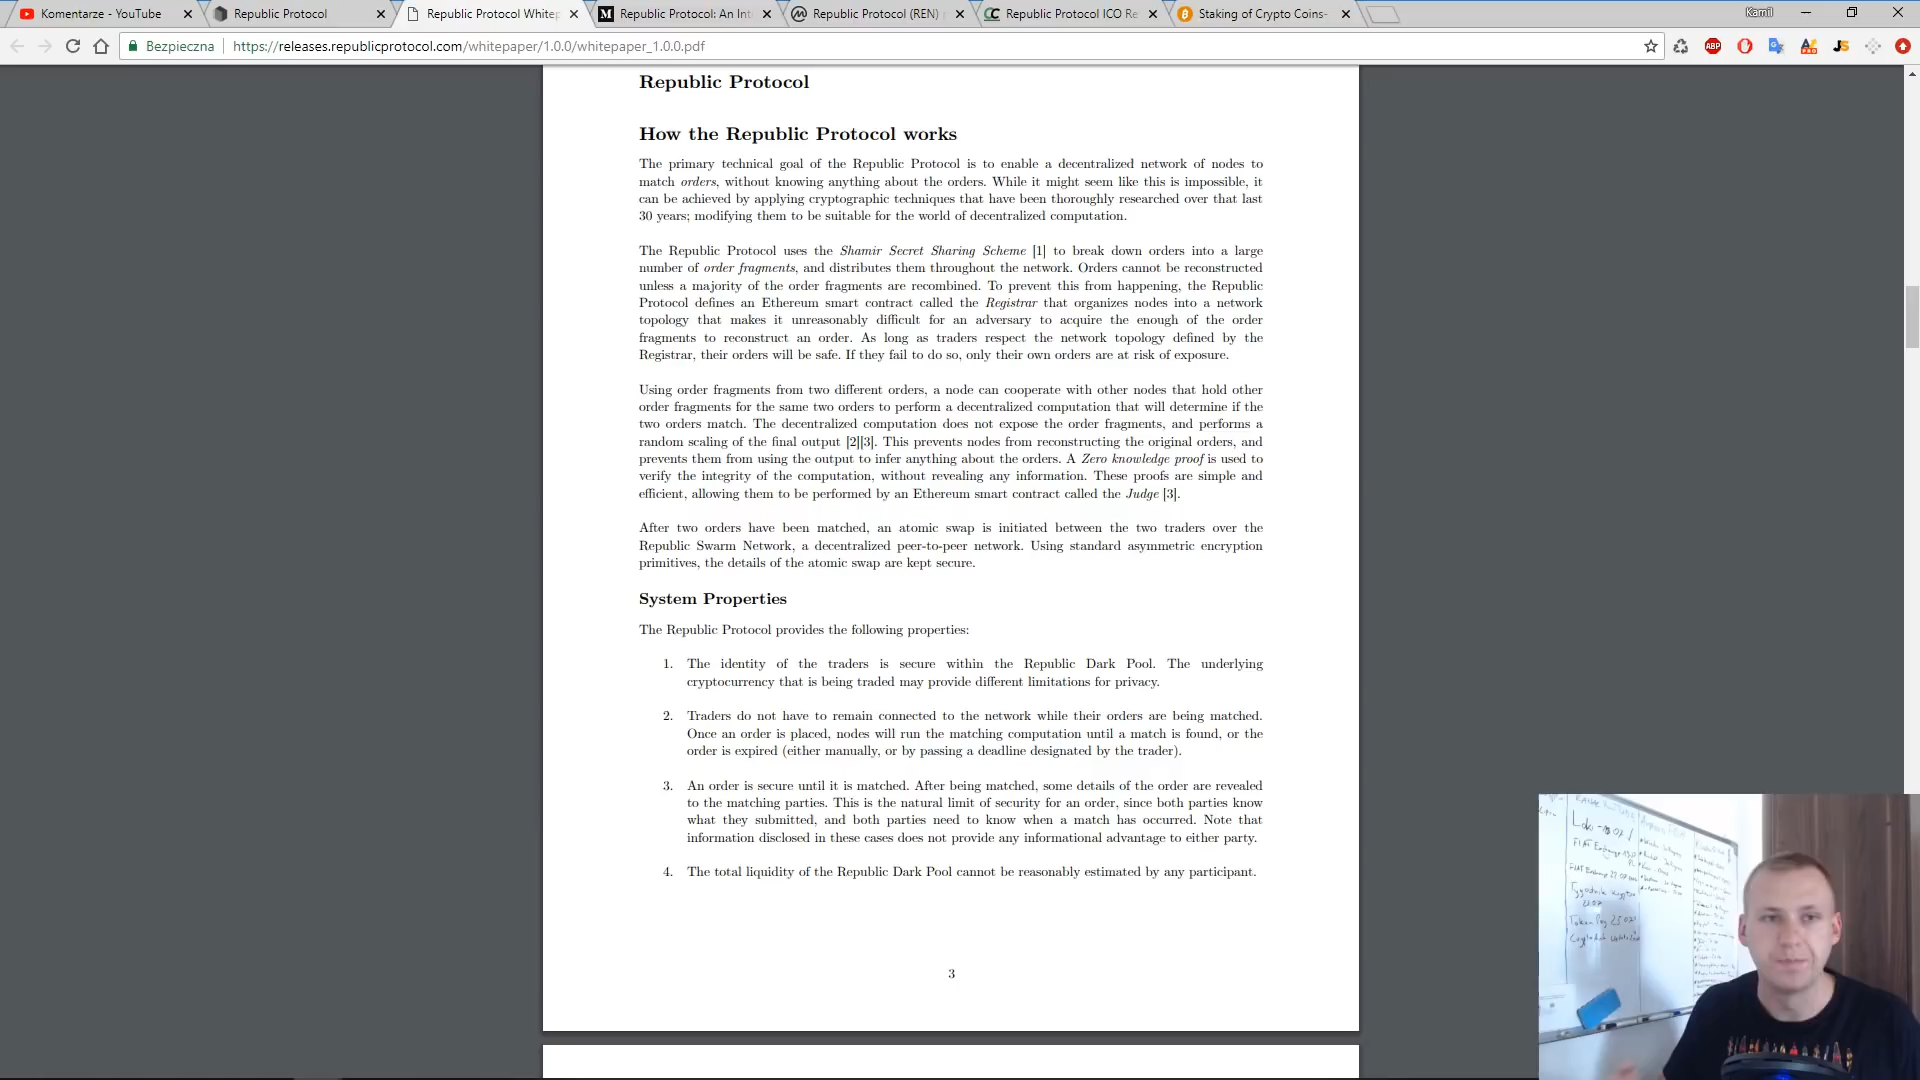 Komentarze - YouTube
Republic Protocol
Republic Protocol Whitep
Republic Protocol: An Int
Republic Protocol (REN)
Republic Protocol ICO Re
Staking of Crypto Coins-
Kamil
Bezpieczna
https://releases.republicprotocol.com/whitepaper/1.0.0/whitepaper_1.0.0.pdf
Republic Protocol
How the Republic Protocol works
The primary technical goal of the Republic Protocol is to enable a decentralized network of nodes to
match orders, without knowing anything about the orders. While it might seem like this is impossible, it
can be achieved by applying cryptographic techniques that have been thoroughly researched over that last
30 years; modifying them to be suitable for the world of decentralized computation.
The Republic Protocol uses the Shamir Secret Sharing Scheme [1] to break down orders into a large
number of order fragments, and distributes them throughout the network. Orders cannot be reconstructed
unless a majority of the order fragments are recombined. To prevent this from happening, the Republic
Protocol defines an Ethereum smart contract called the Registrar that organizes nodes into a network
topology that makes it unreasonably difficult for an adversary to acquire the enough of the order
fragments to reconstruct an order. As long as traders respect the network topology defined by the
Registrar, their orders will be safe. If they fail to do so, only their own orders are at risk of exposure.
Using order fragments from two different orders, a node can cooperate with other nodes that hold other
order fragments for the same two orders to perform a decentralized computation that will determine if the
two orders match. The decentralized computation does not expose the order fragments, and performs a
random scaling of the final output [2][3]. This prevents nodes from reconstructing the original orders, and
prevents them from using the output to infer anything about the orders. A Zero knowledge proof is used to
verify the integrity of the computation, without revealing any information. These proofs are simple and
efficient, allowing them to be performed by an Ethereum smart contract called the Judge [3].
After two orders have been matched, an atomic swap is initiated between the two traders over the
Republic Swarm Network, a decentralized peer-to-peer network. Using standard asymmetric encryption
primitives, the details of the atomic swap are kept secure.
System Properties
The Republic Protocol provides the following properties:
1. The identity of the traders is secure within the Republic Dark Pool. The underlying
cryptocurrency that is being traded may provide different limitations for privacy.
2. Traders do not have to remain connected to the network while their orders are being matched.
Once an order is placed, nodes will run the matching computation until a match is found, or the
order is expired (either manually, or by passing a deadline designated by the trader).
3. An order is secure until it is matched. After being matched, some details of the order are revealed
to the matching parties. This is the natural limit of security for an order, since both parties know
what they submitted, and both parties need to know when a match has occurred. Note that
information disclosed in these cases does not provide any informational advantage to either party.
4. The total liquidity of the Republic Dark Pool cannot be reasonably estimated by any participant.
3
FIAT Exchange
FIAT Exchange